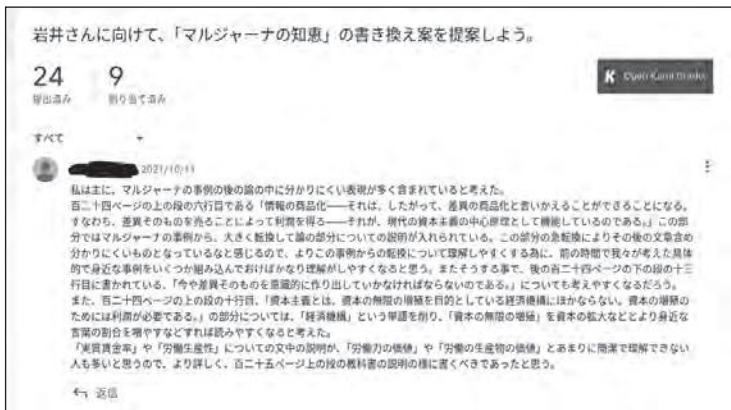 岩井さんに向けて、「マルジャーナの知恵」の書き換え案を提案しよう。
24 9
提出済み 割り当て済み
K Open Kami
すべて
2021/10/11
私は主に、マルジャーナの事例の後の論の中に分かりにくい表現が多く含まれていると考えた。
百二十四ページの上の段の六行目である「情報の商品化――それは、したがって、差異の商品化と言いかえることができることになる。
すなわち、差異そのものを売ることによって利潤を得る――それが、現代の資本主義の中心原理として機能しているのである。」この部
分ではマルジャーナの事例から、大きく転換して論の部分についての説明が入れられている。この部分の急転換によりその後の文章含め
分かりにくいものとなっているなと感じるので、よりこの事例からの転換について理解しやすくする為に、前の時間で我々が考えた具体
的で身近な事例をいくつか組み込んでおけばかなり理解がしやすくなると思う。またそうする事で、後の百二十四ページの下の段の十三
行目に書かれている、「今や差異そのものを意識的に作り出していかなければならないのである。」についても考えやすくなるだろう。
また、百二十四ページの上の段の十行目、「資本主義とは、資本の無限の増殖を目的としている経済機構にほかならない。資本の増殖の
ためには利潤が必要である。」の部分については、「経済機構」という単語を削り、「資本の無限の増殖」を資本の拡大などとより身近な
言葉の割合を増やすなどすれば読みやすくなると考えた。
「実質賃金率」や「労働生産性」についての文中の説明が、「労働力の価値」や「労働の生産物の価値」とあまりに簡潔で理解できない
人も多いと思うので、より詳しく、百二十五ページ上の段の教科書の説明の様に書くべきであったと思う。
返信